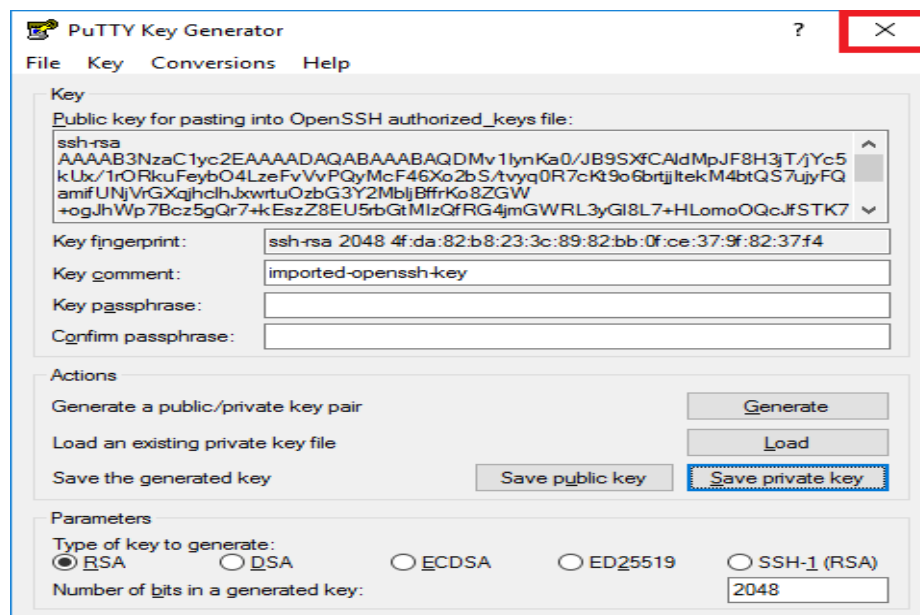 PuTTY Key Generator ?
File Key Conversions Help
Key
Public key for pasting into OpenSSH authorized_keys file:
ssh-rsa
AAAAB3NzaC1yc2EAAAADAQABAAABAQDMv1lynKa0/JB9SXfCAldMpJF8H3jT/jYc5
kUx/1rORkuFeybO4LzeFvVvPQyMcF46Xo2bS/tvyq0R7cKt9o6brtjjltekM4btQS7ujyFQ
amifUNjVrGXqjhclhJxwrtuOzbG3Y2MbljBffrKo8ZGW
+ogJhWp7Bcz5gQr7+kEszZ8EU5rbGtMlzQfRG4jmGWRL3yGl8L7+HLomoOQcJfSTK7
Key fingerprint: ssh-rsa 2048 4f:da:82:b8:23:3c:89:82:bb:0f:ce:37:9f:82:37:f4
Key comment: imported-openssh-key
Key passphrase:
Confirm passphrase:
Actions
Generate a public/private key pair Generate
Load an existing private key file Load
Save the generated key Save public key Save private key
Parameters
Type of key to generate:
RSA DSA ECDSA ED25519 SSH-1 (RSA)
Number of bits in a generated key: 2048